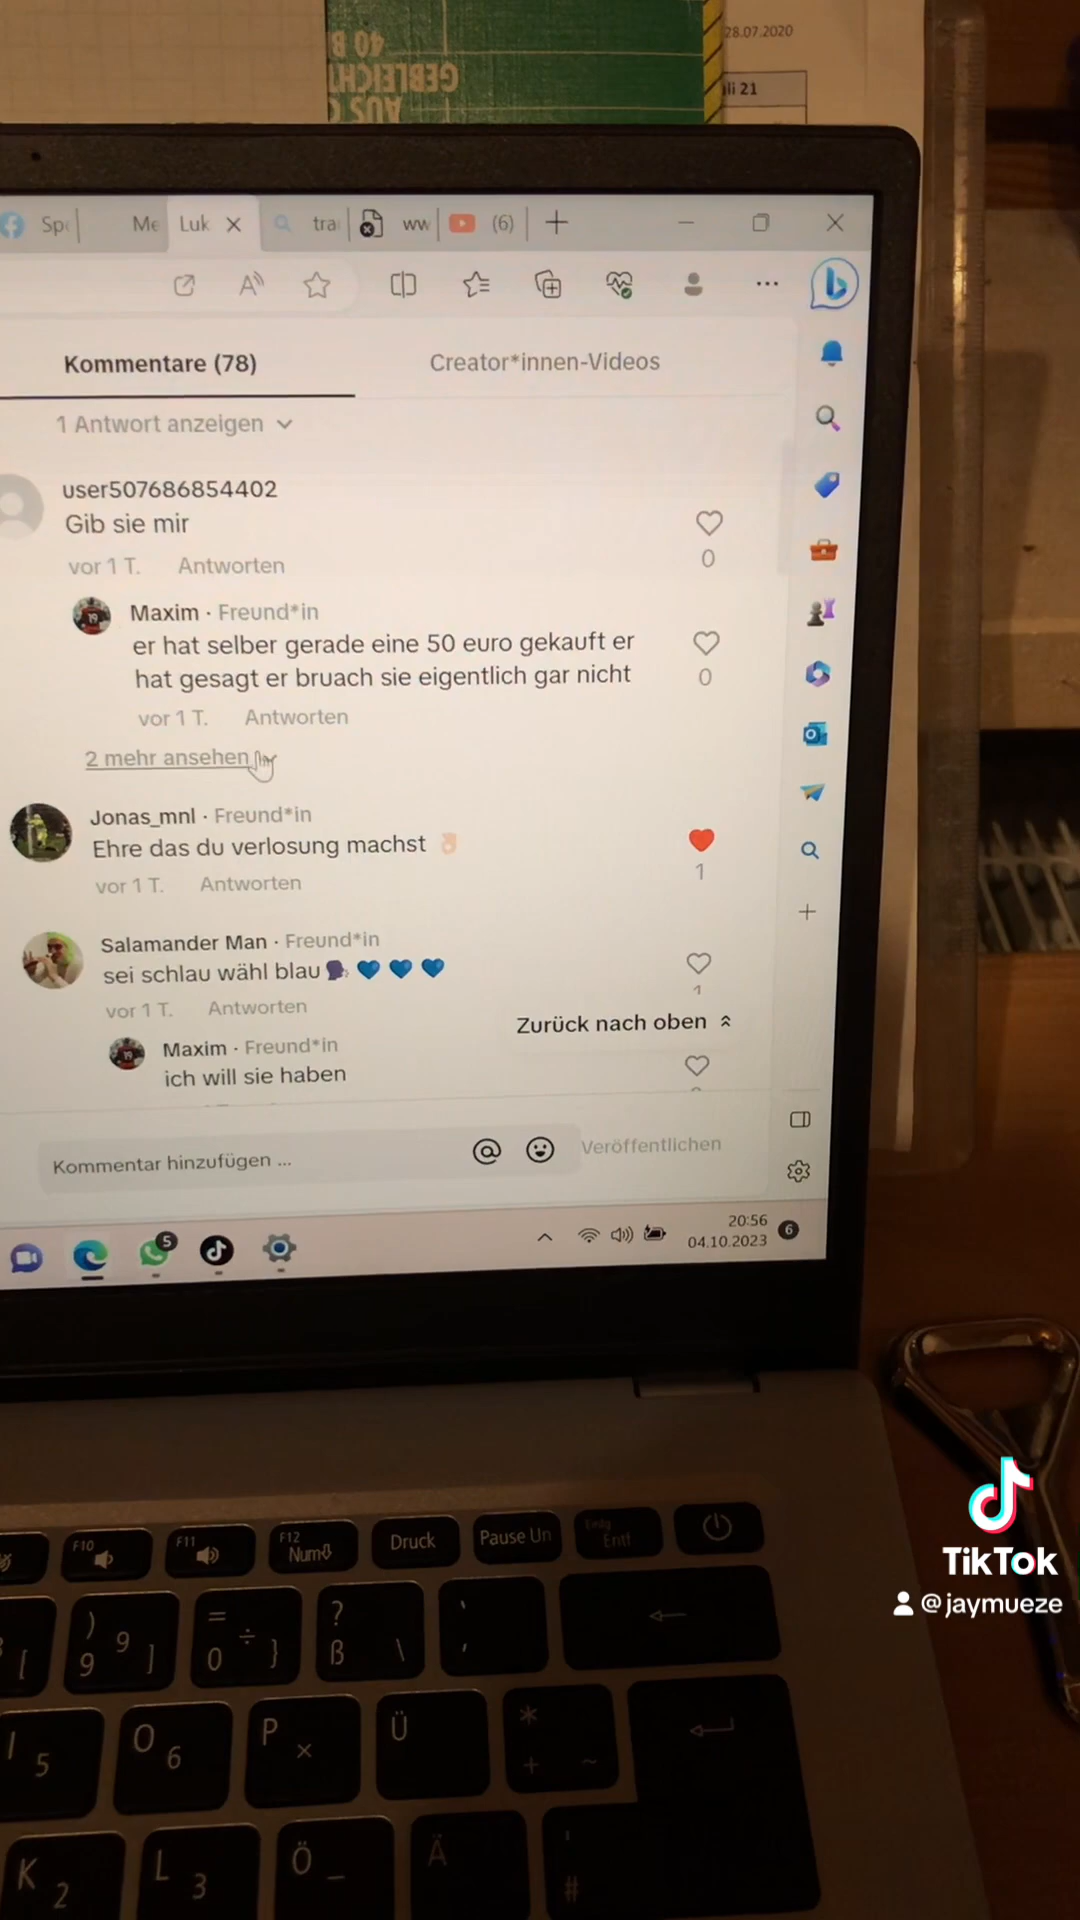 28.07.2020
40 B
GEBLEICHT
AUS
li 21
Sp
Me
Luk
tra
ww
(6)
Kommentare (78)
Creator*innen-Videos
1 Antwort anzeigen
user507686854402
Gib sie mir
0
vor 1 T. Antworten
Maxim · Freund*in
er hat selber gerade eine 50 euro gekauft er
hat gesagt er bruach sie eigentlich gar nicht
0
vor 1 T. Antworten
2 mehr ansehen
Jonas_mnl · Freund*in
Ehre das du verlosung machst 👌🏻
1
vor 1 T. Antworten
Salamander Man · Freund*in
sei schlau wähl blau🗣💙💙💙
1
vor 1 T. Antworten
Zurück nach oben
Maxim · Freund*in
ich will sie haben
Kommentar hinzufügen ...
Veröffentlichen
5
20:56
04.10.2023
6
F10
F11
F12
Num
Druck
Pause Un
Einfg
Entf
[
) 9 9 ]
= 0 ÷ }
? ß \
I 5
O 6
P ×
Ü
* + ~
K 2
L 3
Ö _
Ä
' #
TikTok
@jaymueze